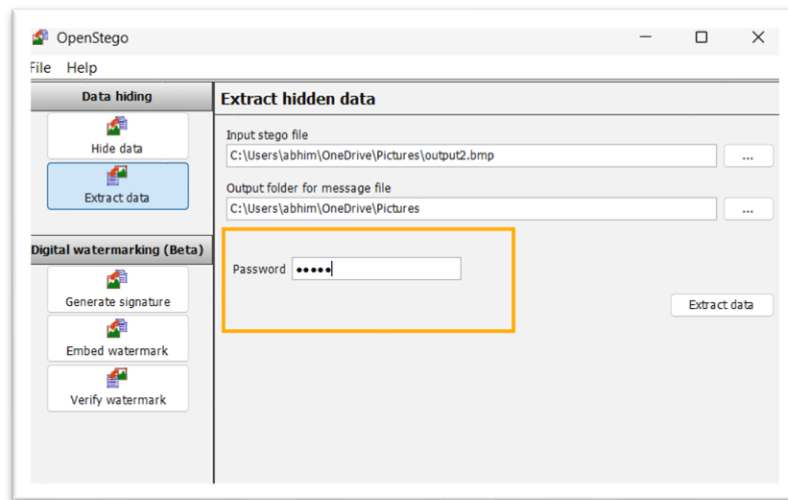 OpenStego
File Help
Data hiding
Hide data
Extract data
Digital watermarking (Beta)
Generate signature
Embed watermark
Verify watermark
Extract hidden data
Input stego file
C:\Users\abhim\OneDrive\Pictures\output2.bmp
...
Output folder for message file
C:\Users\abhim\OneDrive\Pictures
...
Password •••••
Extract data